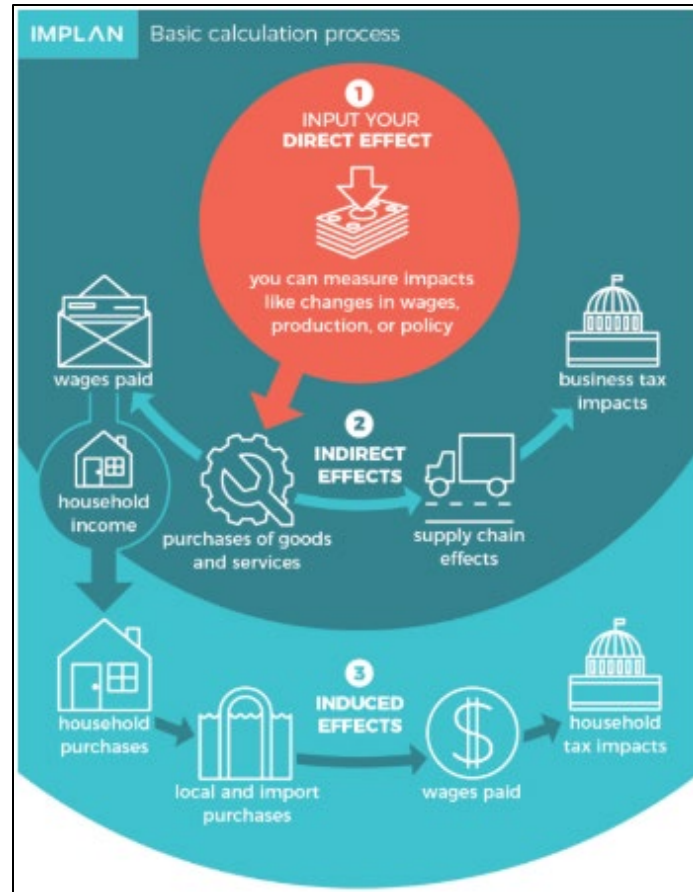 IMPLAN Basic calculation process
1
INPUT YOUR
DIRECT EFFECT
you can measure impacts
like changes in wages,
production, or policy
wages paid
household
income
purchases of goods
and services
2
INDIRECT
EFFECTS
supply chain
effects
business tax
impacts
household
purchases
local and import
purchases
3
INDUCED
EFFECTS
wages paid
household
tax impacts